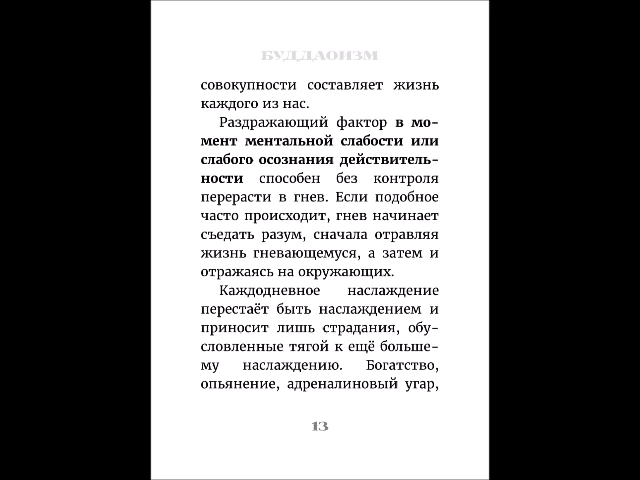 БУДДАОИЗМ
совокупности составляет жизнь
каждого из нас.
Раздражающий фактор в мо-
мент ментальной слабости или
слабого осознания действитель-
ности способен без контроля
перерасти в гнев. Если подобное
часто происходит, гнев начинает
съедать разум, сначала отравляя
жизнь гневающемуся, а затем и
отражаясь на окружающих.
Каждодневное наслаждение
перестаёт быть наслаждением и
приносит лишь страдания, обу-
словленные тягой к ещё больше-
му наслаждению. Богатство,
опьянение, адреналиновый угар,
13